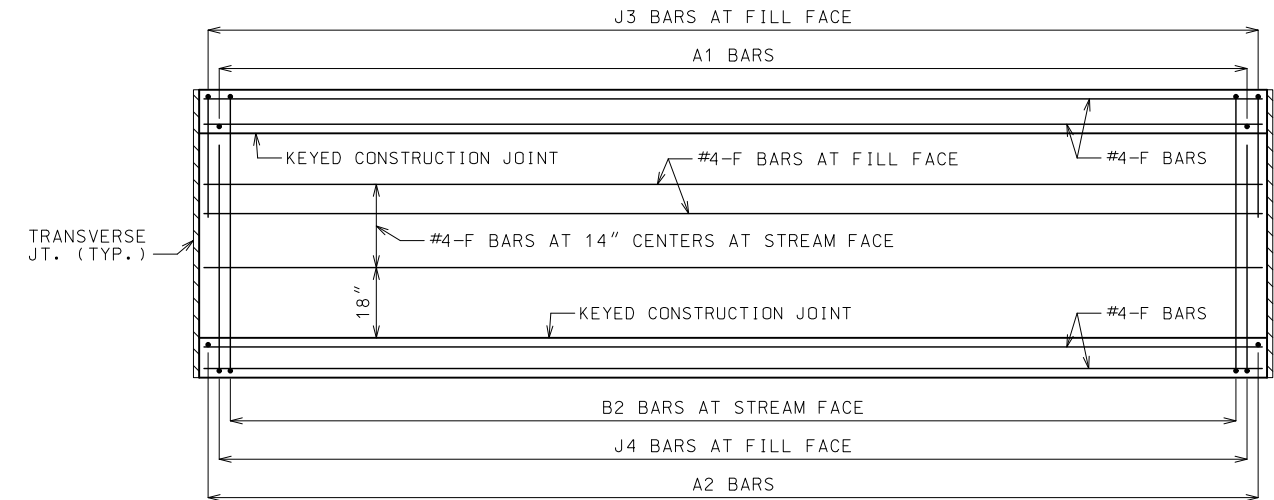 J3 BARS AT FILL FACE
A1 BARS
KEYED CONSTRUCTION JOINT
#4-F BARS AT FILL FACE
#4-F BARS
TRANSVERSE
JT. (TYP.)
#4-F BARS AT 14" CENTERS AT STREAM FACE
18"
KEYED CONSTRUCTION JOINT
#4-F BARS
B2 BARS AT STREAM FACE
J4 BARS AT FILL FACE
A2 BARS